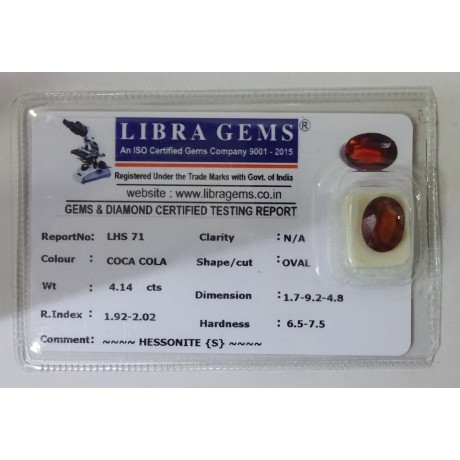 LIBRA GEMS ®
An ISO Certified Gems Company 9001 - 2015
Registered Under the Trade Marks with Govt. of India
website : www.libragems.co.in
GEMS & DIAMOND CERTIFIED TESTING REPORT
ReportNo: LHS 71 Clarity : N/A
Colour : COCA COLA Shape/cut : OVAL
Wt : 4.14 cts Dimension : 1.7-9.2-4.8
R.Index : 1.92-2.02 Hardness : 6.5-7.5
Comment: ~~~~ HESSONITE {S} ~~~~